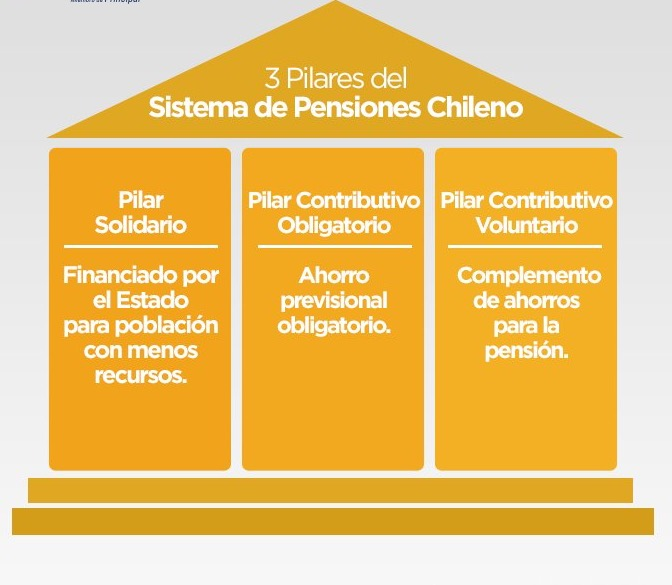 3 Pilares del
Sistema de Pensiones Chileno
Pilar
Solidario
Financiado por
el Estado
para población
con menos
recursos.
Pilar Contributivo
Obligatorio
Ahorro
previsional
obligatorio.
Pilar Contributivo
Voluntario
Complemento
de ahorros
para la
pensión.